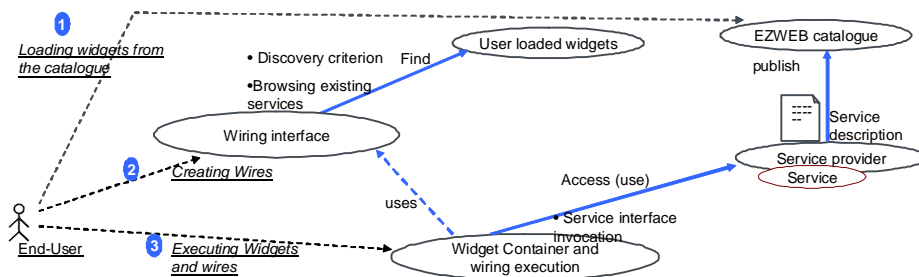 1
Loading widgets from
the catalogue
• Discovery criterion
•Browsing existing
services
Find
User loaded widgets
EZWEB catalogue
publish
Service
description
Wiring interface
2
Creating Wires
Service provider
Service
Access (use)
uses
• Service interface
invocation
End-User
3
Executing Widgets
and wires
Widget Container and
wiring execution